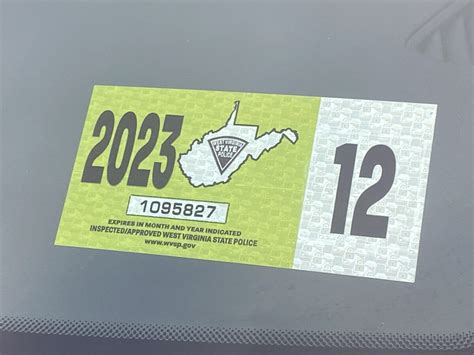 2023
WEST VIRGINIA
STATE
POLICE
12
1095827
EXPIRES IN MONTH AND YEAR INDICATED
INSPECTED/APPROVED WEST VIRGINIA STATE POLICE
www.wvsp.gov